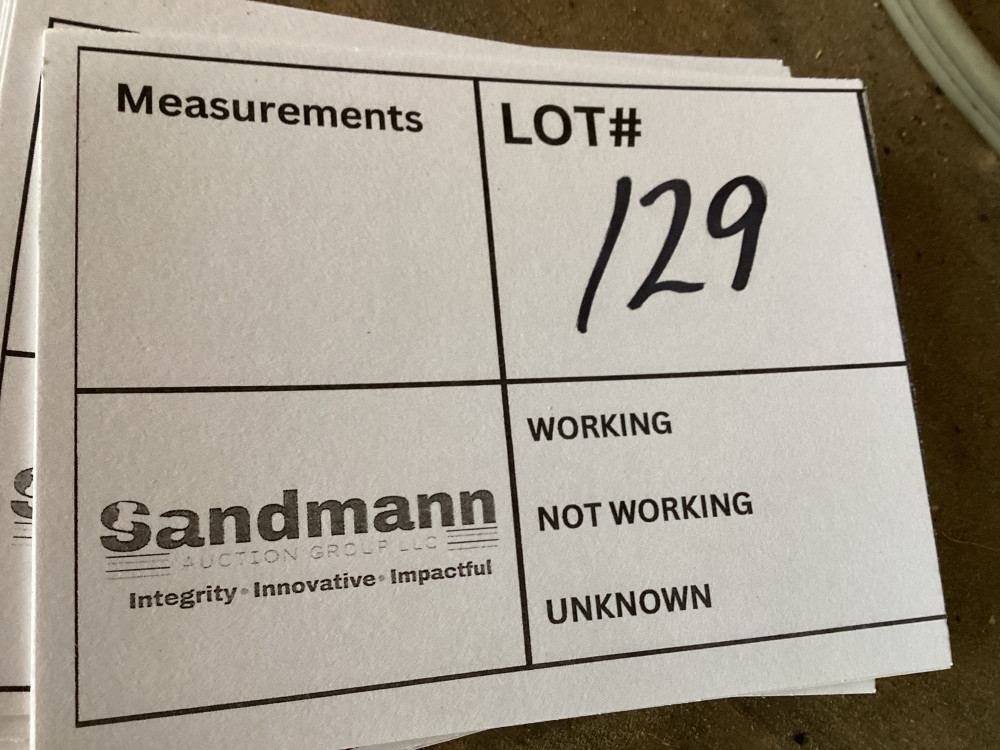 Measurements
LOT#
129
WORKING
NOT WORKING
UNKNOWN
Sandmann
AUCTION GROUP LLC
Integrity • Innovative • Impactful